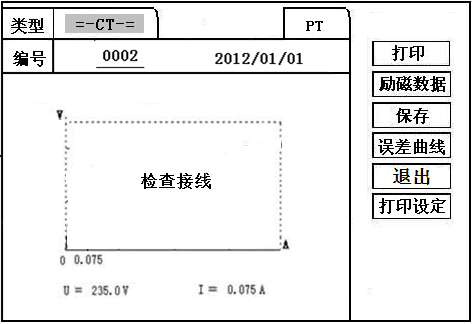 类型 =-CT-= PT
编号 0002 2012/01/01
打印
励磁数据
保存
误差曲线
退出
打印设定
V
检查接线
A
0 0.075
U = 235.0V I = 0.075A